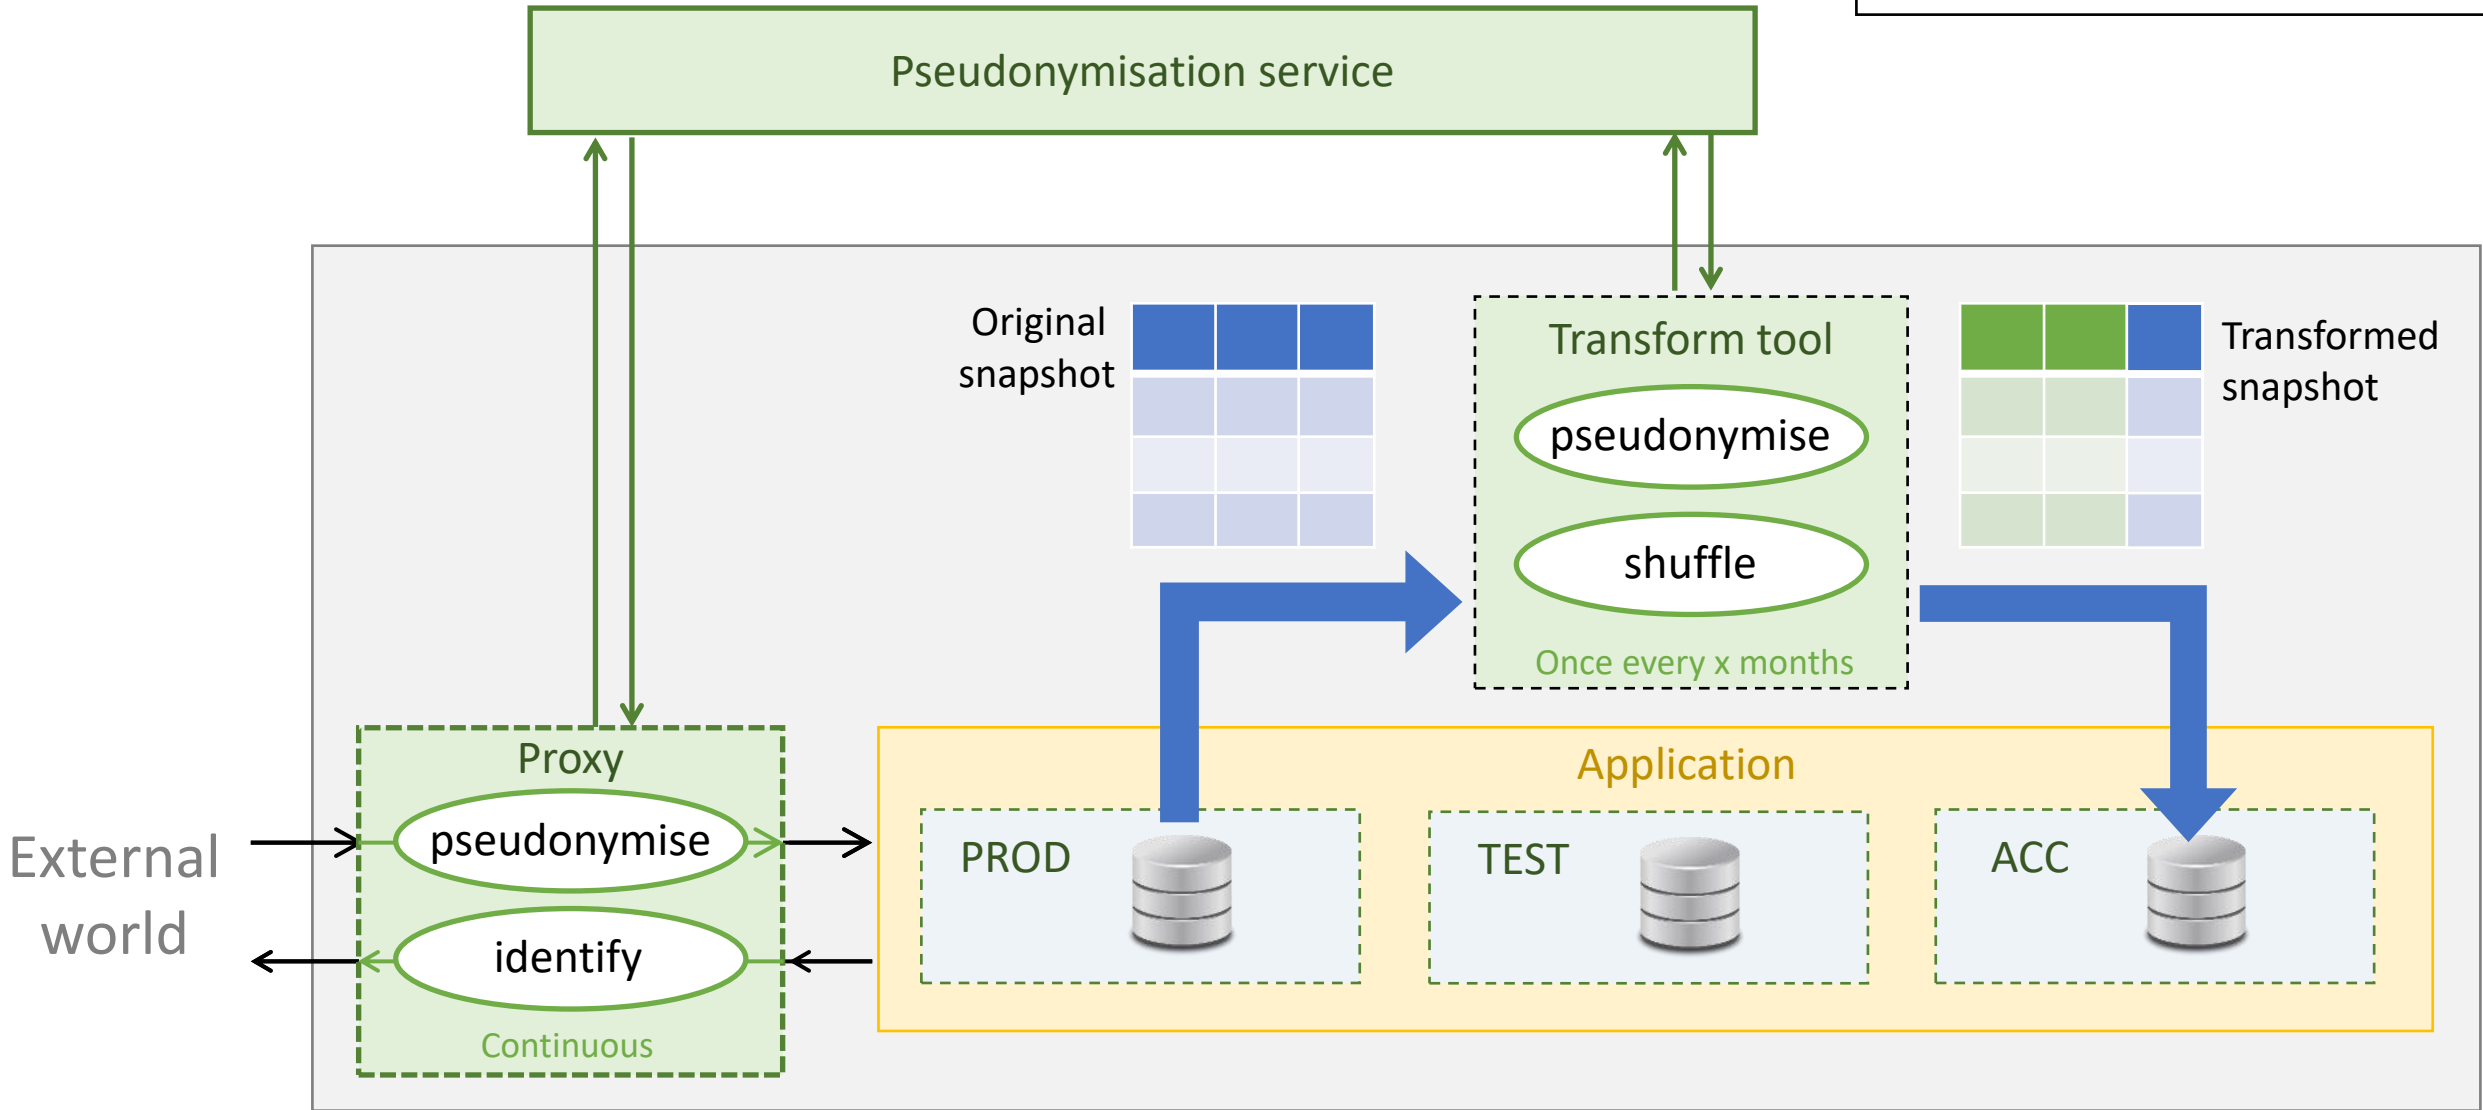 Pseudonymisation service
Original
snapshot
Transform tool
pseudonymise
shuffle
Once every x months
Transformed
snapshot
Proxy
pseudonymise
identify
Continuous
External
world
Application
PROD
TEST
ACC